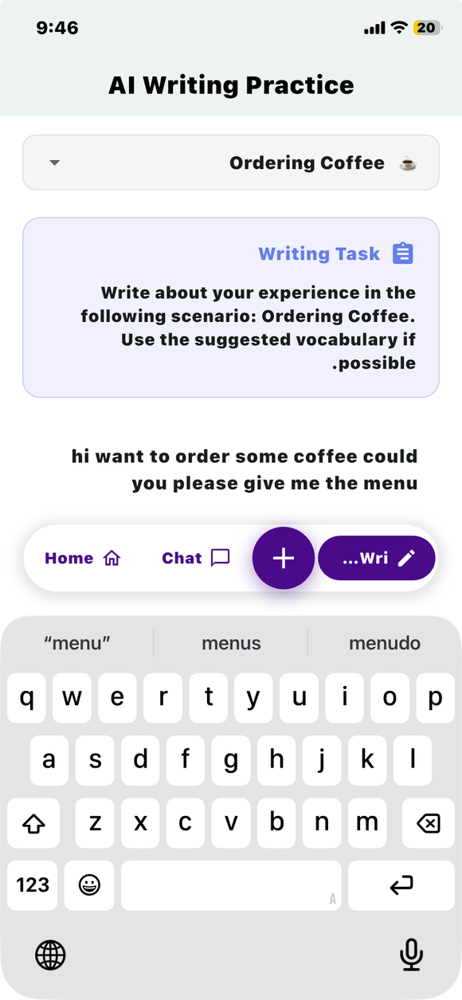 9:46
20
AI Writing Practice
Ordering Coffee
Writing Task
Write about your experience in the
following scenario: Ordering Coffee.
Use the suggested vocabulary if
.possible
hi want to order some coffee could
you please give me the menu
Home Chat + ...Wri
“menu” menus menudo
q w e r t y u i o p
a s d f g h j k l
z x c v b n m
123
A